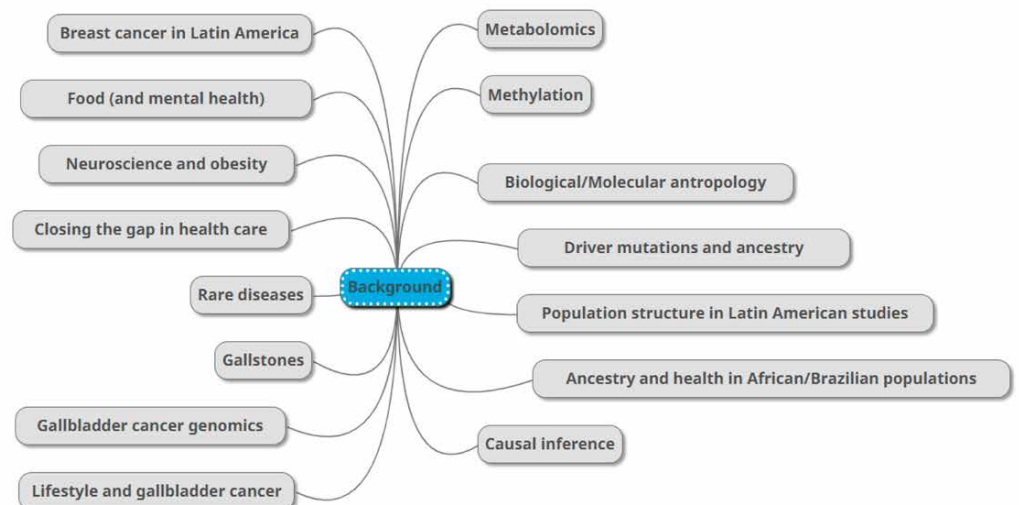 Breast cancer in Latin America
Food (and mental health)
Neuroscience and obesity
Closing the gap in health care
Rare diseases
Gallstones
Gallbladder cancer genomics
Lifestyle and gallbladder cancer
Background
Metabolomics
Methylation
Biological/Molecular antropology
Driver mutations and ancestry
Population structure in Latin American studies
Ancestry and health in African/Brazilian populations
Causal inference